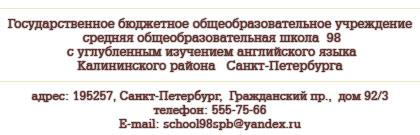 Государственное бюджетное общеобразовательное учреждение
средняя общеобразовательная школа 98
с углубленным изучением английского языка
Калининского района Санкт-Петербурга
адрес: 195257, Санкт-Петербург, Гражданский пр., дом 92/3
телефон: 555-75-66
E-mail: school98spb@yandex.ru